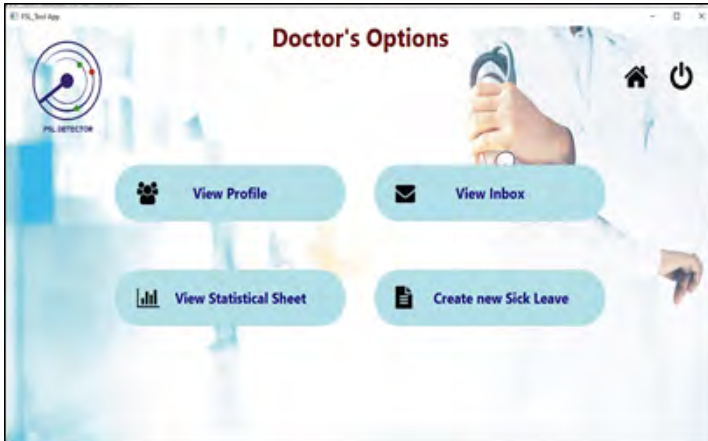 PSL_Tool App
Doctor's Options
PSL DETECTOR
View Profile
View Inbox
View Statistical Sheet
Create new Sick Leave